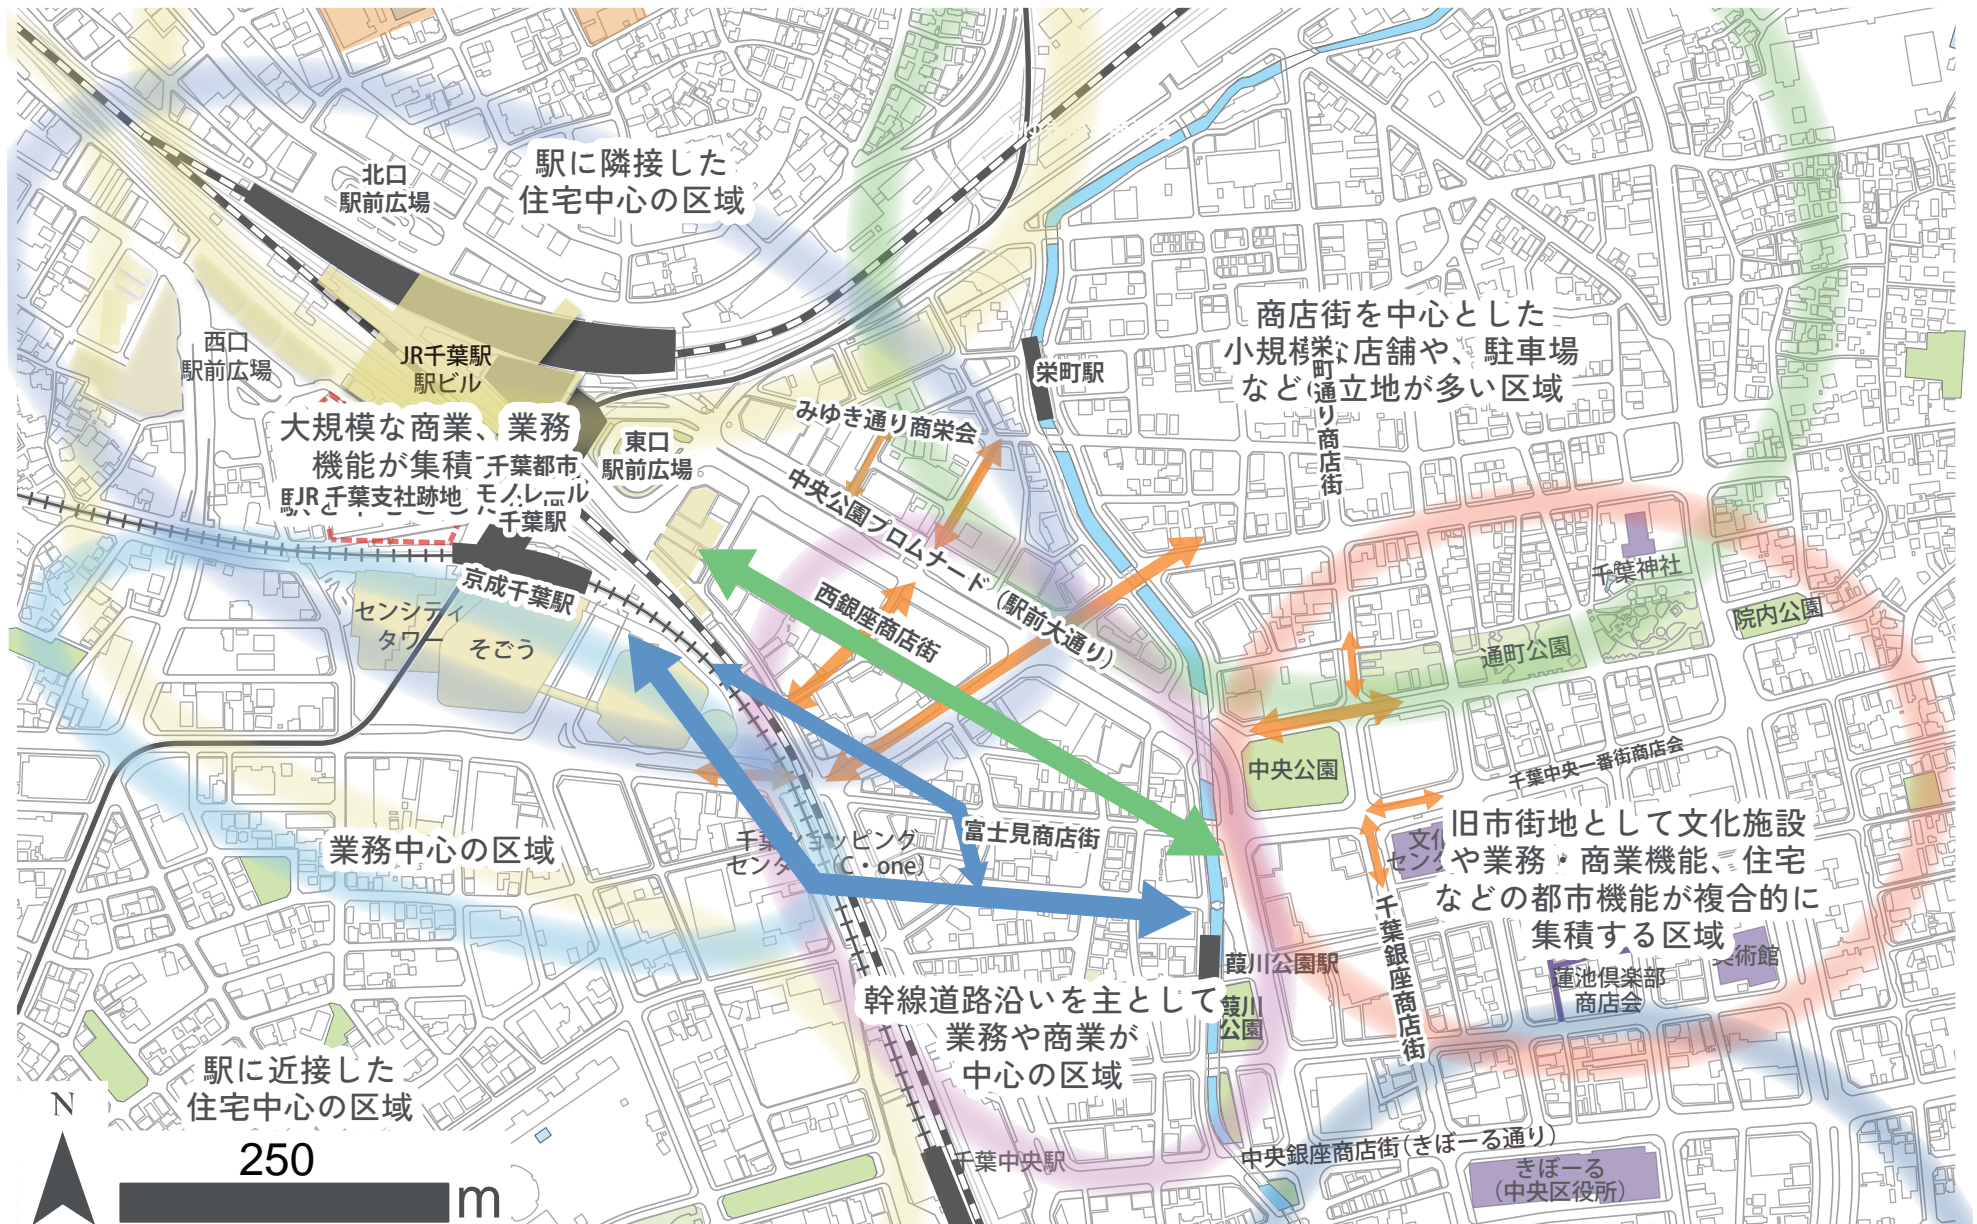 駅に隣接した
住宅中心の区域
北口
駅前広場
西口
駅前広場
JR千葉駅
駅ビル
大規模な商業、業務
機能が集積
JR 千葉支社跡地
千葉都市
モノレール
千葉駅
東口
駅前広場
京成千葉駅
センシティ
タワー
そごう
栄町駅
みゆき通り商栄会
中央公園プロムナード(駅前大通り)
西銀座商店街
商店街を中心とした
小規模な店舗や、駐車場
など 立地が多い区域
栄町通り商店街
千葉神社
院内公園
通町公園
中央公園
千葉中央一番街商店会
旧市街地として文化施設
や業務・商業機能、住宅
などの都市機能が複合的に
集積する区域
千葉銀座商店街
蓮池倶楽部
商店会
美術館
業務中心の区域
千葉ショッピング
センター(C・one)
富士見商店街
葭川公園駅
葭川
公園
幹線道路沿いを主として
業務や商業が
中心の区域
駅に近接した
住宅中心の区域
千葉中央駅
中央銀座商店街(きぼーる通り)
きぼーる
(中央区役所)
N
250
m